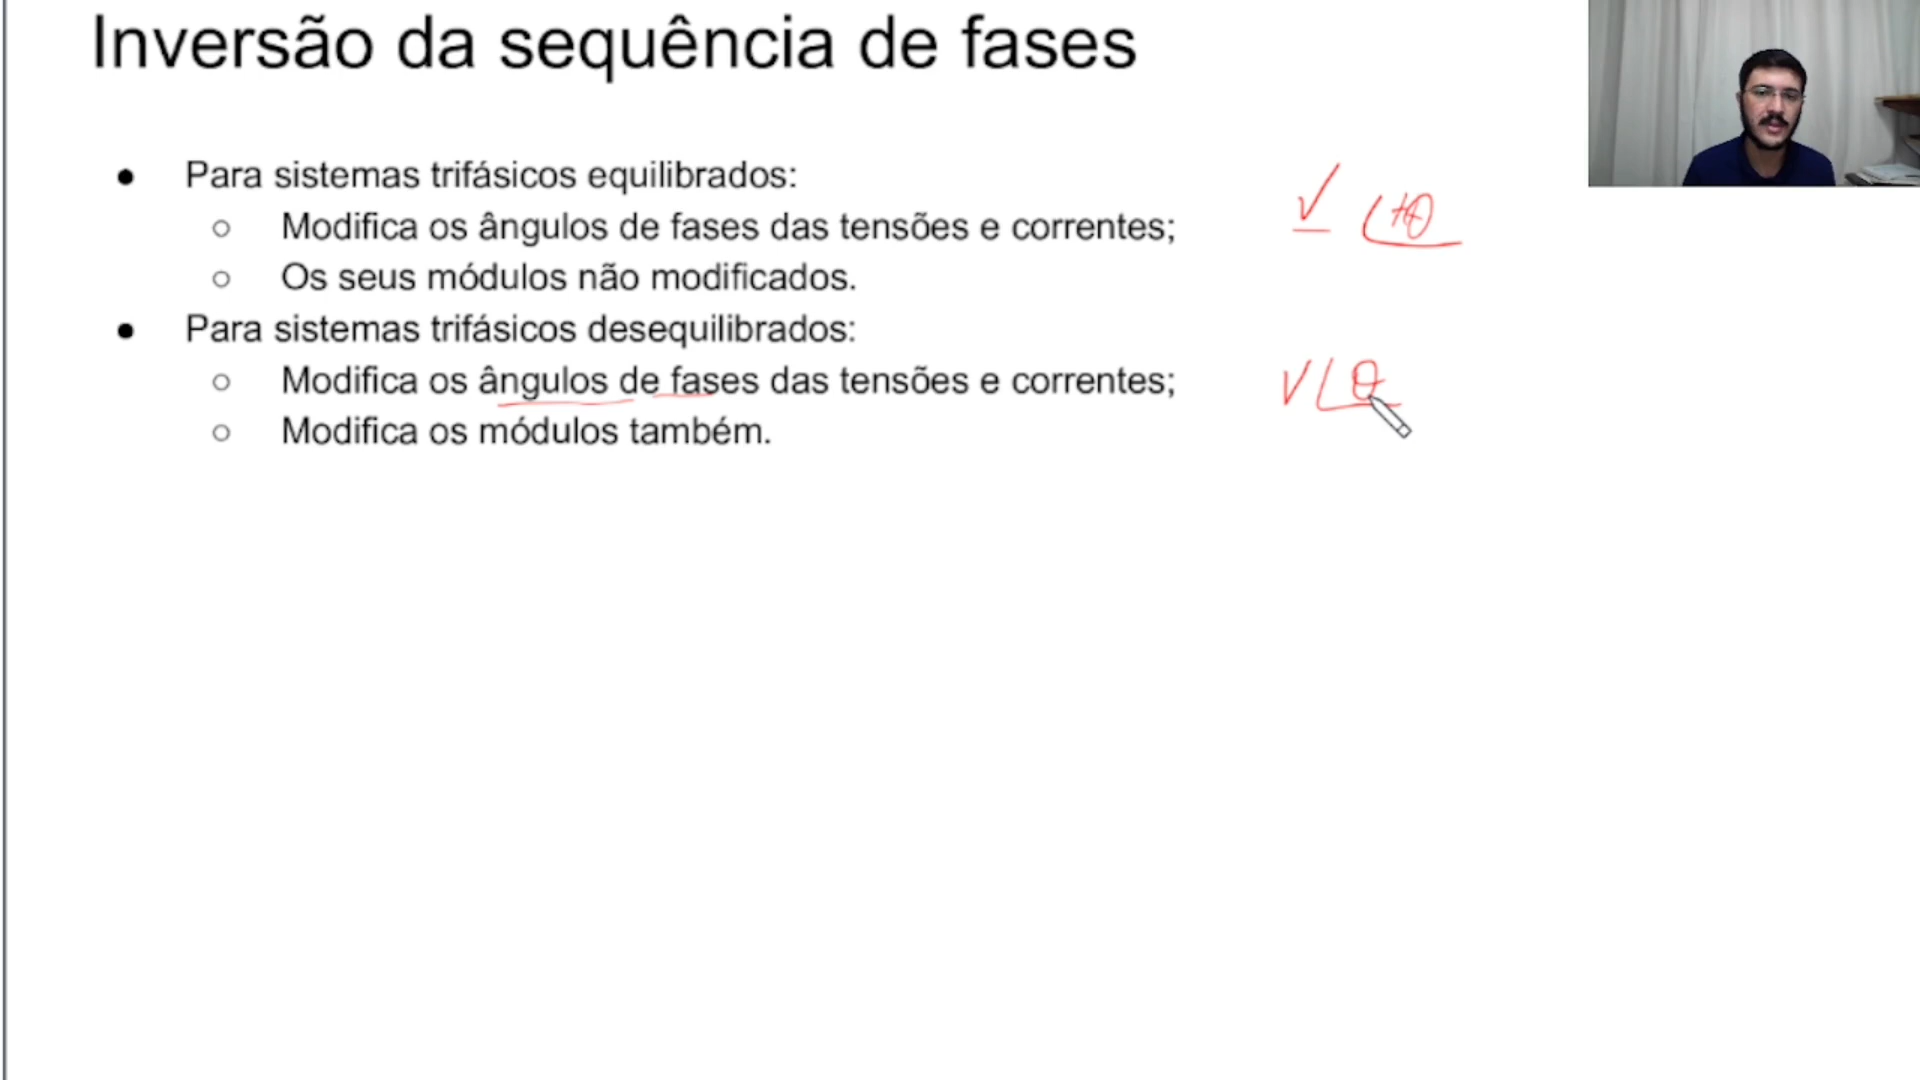 Inversão da sequência de fases
● Para sistemas trifásicos equilibrados:
○ Modifica os ângulos de fases das tensões e correntes;
V ∠+θ
○ Os seus módulos não modificados.
● Para sistemas trifásicos desequilibrados:
○ Modifica os ângulos de fases das tensões e correntes;
V∠θ
○ Modifica os módulos também.